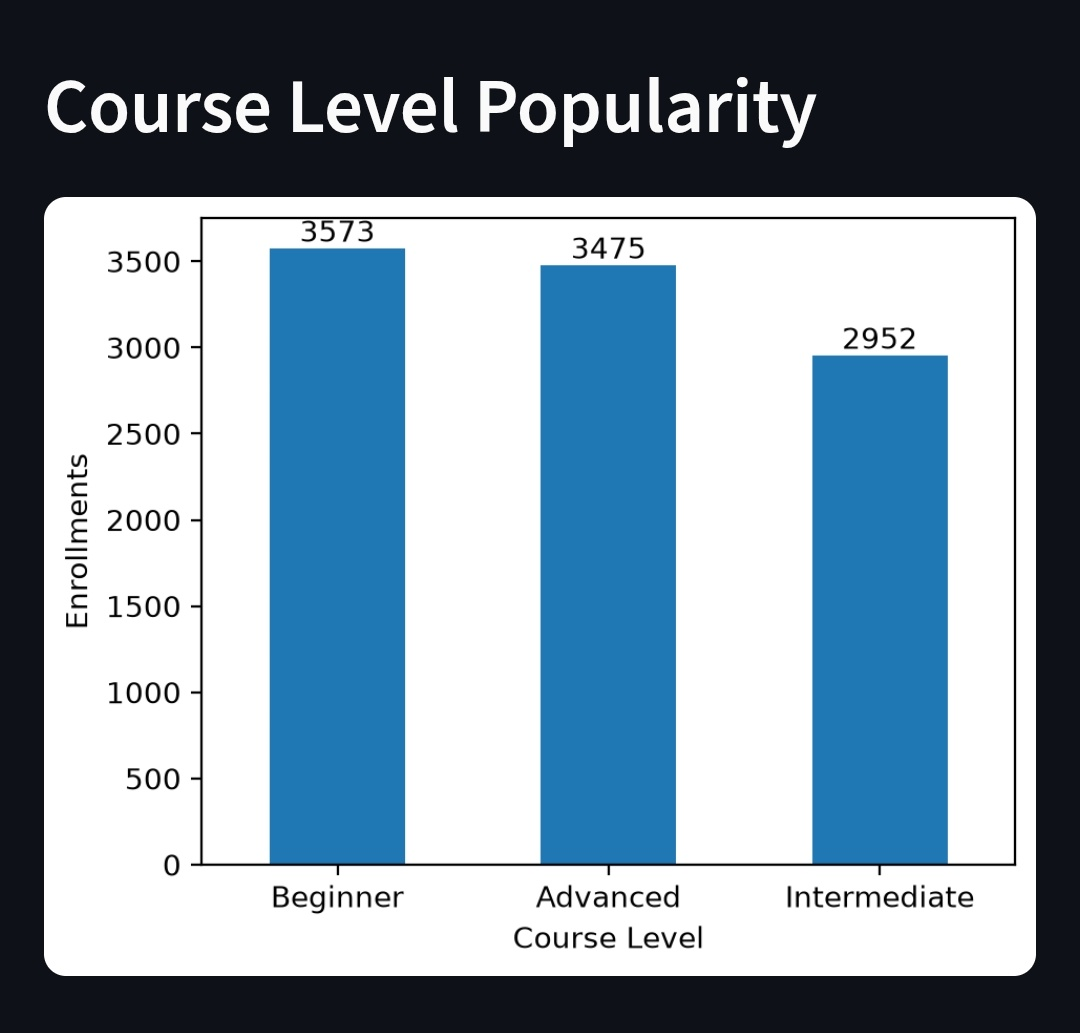 Course Level Popularity
3573
3475
2952
3500
3000
2500
2000
1500
1000
500
0
Enrollments
Beginner
Advanced
Intermediate
Course Level